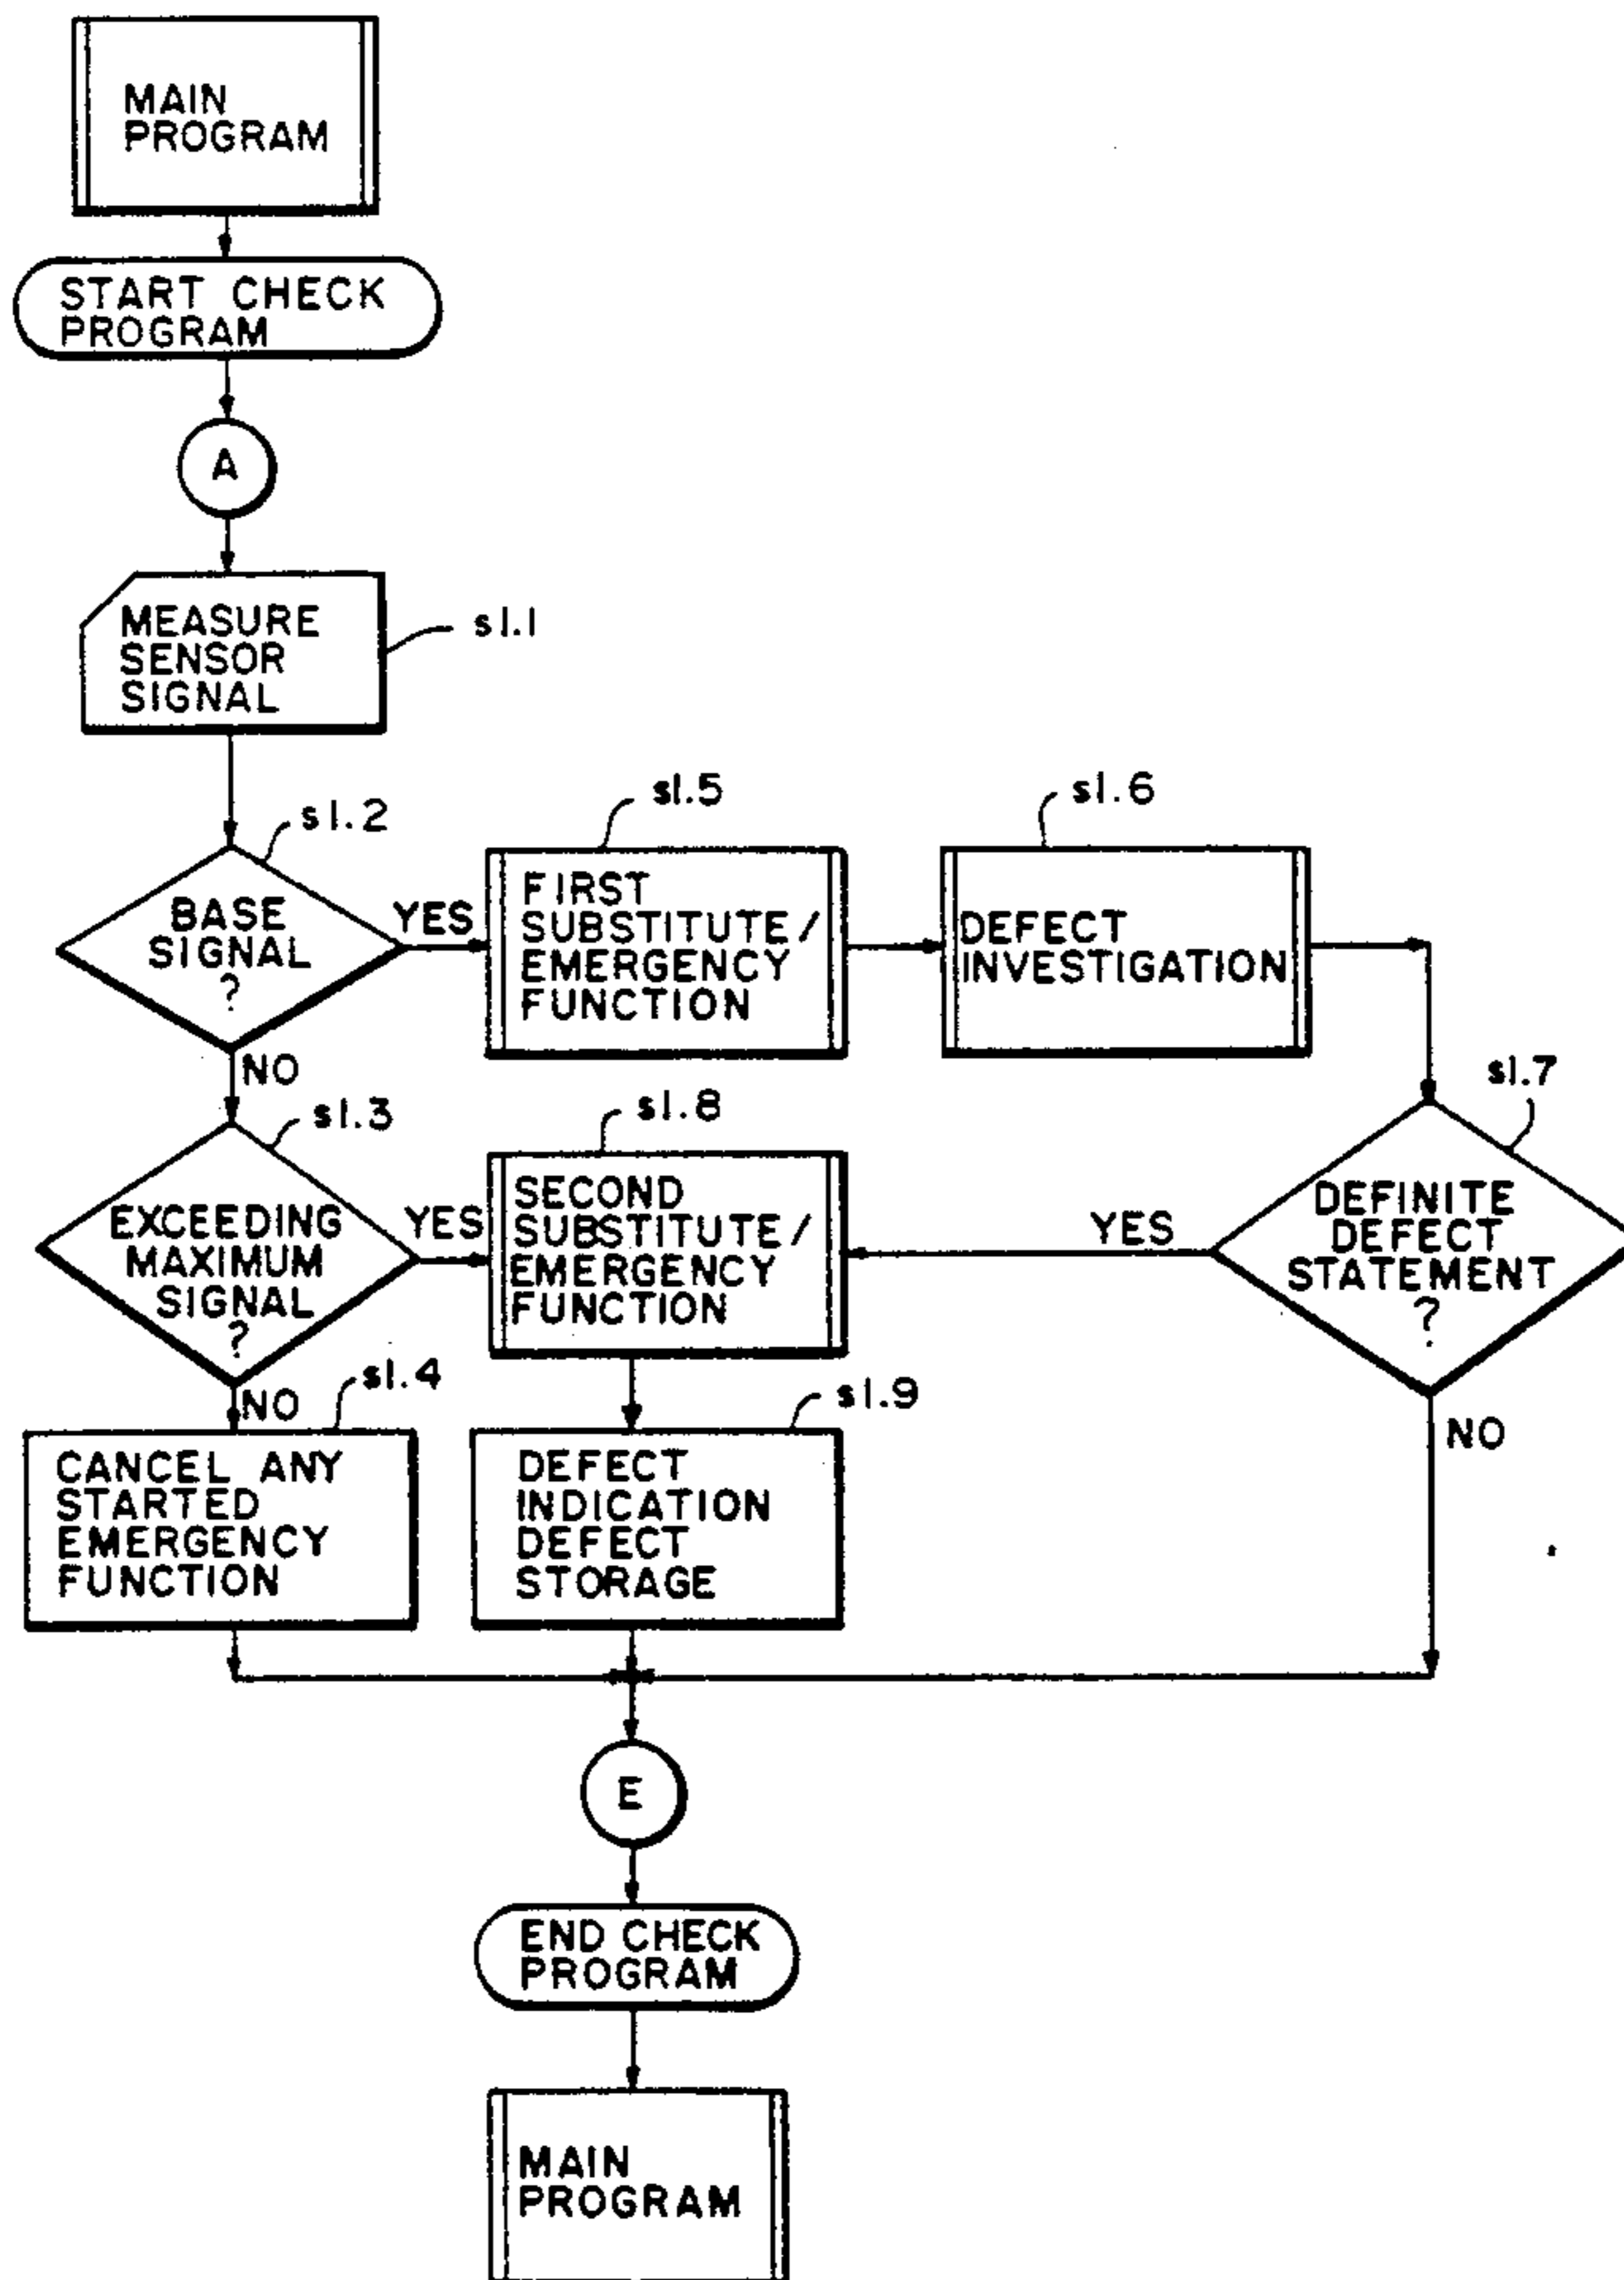 MAIN
PROGRAM
START CHECK
PROGRAM
A
MEASURE
SENSOR
SIGNAL
s1.1
s1.2
BASE
SIGNAL
?
YES
NO
s1.5
FIRST
SUBSTITUTE/
EMERGENCY
FUNCTION
s1.6
DEFECT
INVESTIGATION
s1.3
EXCEEDING
MAXIMUM
SIGNAL
?
YES
NO
s1.8
SECOND
SUBSTITUTE/
EMERGENCY
FUNCTION
s1.7
DEFINITE
DEFECT
STATEMENT
?
YES
NO
s1.4
CANCEL ANY
STARTED
EMERGENCY
FUNCTION
s1.9
DEFECT
INDICATION
DEFECT
STORAGE
E
END CHECK
PROGRAM
MAIN
PROGRAM